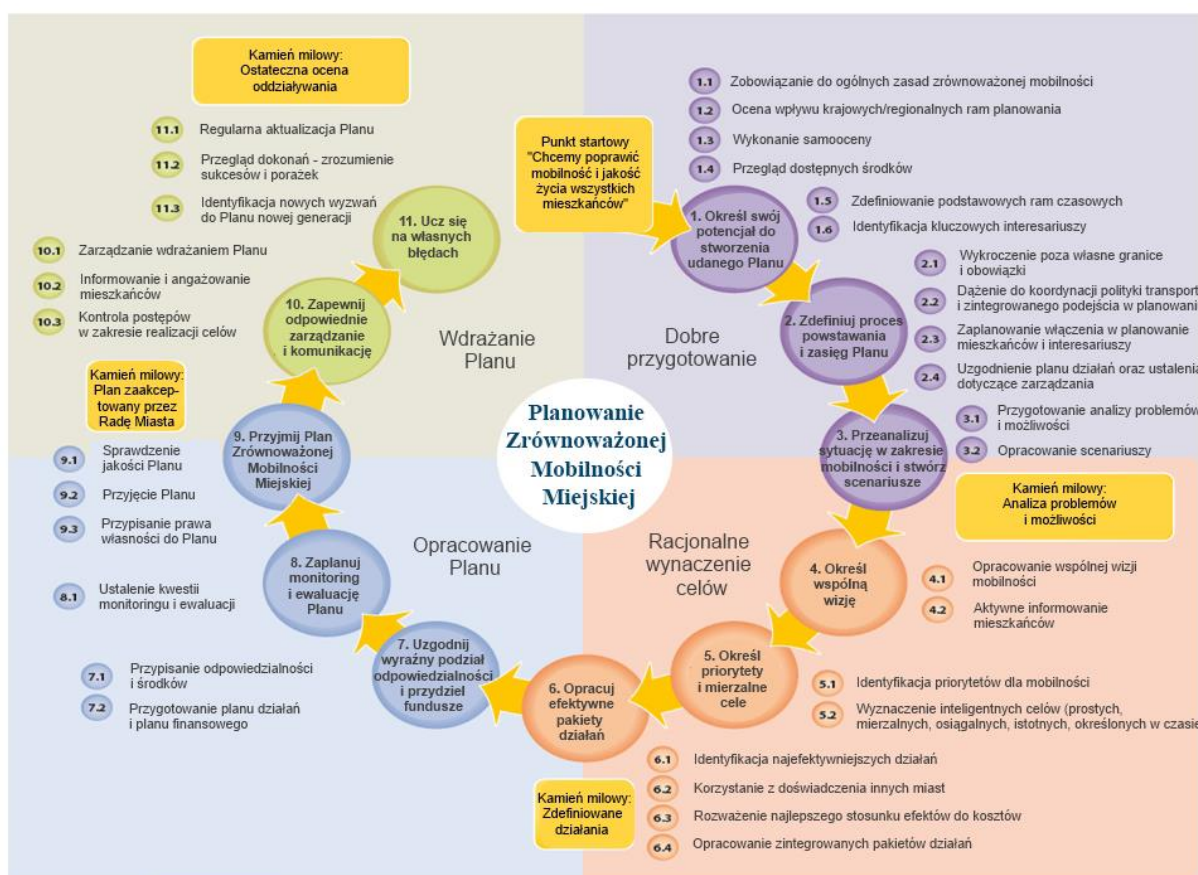 Kamień milowy:
Ostateczna ocena
oddziaływania
11.1 Regularna aktualizacja Planu
11.2 Przegląd dokonań - zrozumienie
sukcesów i porażek
11.3 Identyfikacja nowych wyzwań
do Planu nowej generacji
11. Ucz się
na własnych
błędach
10.1 Zarządzanie wdrażaniem Planu
10.2 Informowanie i angażowanie
mieszkańców
10.3 Kontrola postępów
w zakresie realizacji celów
10. Zapewnij
odpowiednie
zarządzanie
i komunikację
Wdrażanie
Planu
Punkt startowy
"Chcemy poprawić
mobilność i jakość
życia wszystkich
mieszkańców"
1.1 Zobowiązanie do ogólnych zasad zrównoważonej mobilności
1.2 Ocena wpływu krajowych/regionalnych ram planowania
1.3 Wykonanie samooceny
1.4 Przegląd dostępnych środków
1.5 Zdefiniowanie podstawowych ram czasowych
1.6 Identyfikacja kluczowych interesariuszy
1. Określ swój
potencjał do
stworzenia
udanego Planu
2.1 Wykroczenie poza własne granice
i obowiązki
2.2 Dążenie do koordynacji polityki transport
i zintegrowanego podejścia w planowani
2.3 Zaplanowanie włączenia w planowanie
mieszkańców i interesariuszy
2.4 Uzgodnienie planu działań oraz ustalenia
dotyczące zarządzania
2. Zdefiniuj proces
powstawania
i zasięg Planu
Dobre
przygotowanie
3.1 Przygotowanie analizy problemów
i możliwości
3.2 Opracowanie scenariuszy
3. Przeanalizuj
sytuację w zakresie
mobilności i stwórz
scenariusze
Kamień milowy:
Analiza problemów
i możliwości
Planowanie
Zrównoważonej
Mobilności
Miejskiej
Kamień milowy:
Plan zaakcep-
towany przez
Radę Miasta
9. Przyjmij Plan
Zrównoważonej
Mobilności
Miejskiej
9.1 Sprawdzenie
jakości Planu
9.2 Przyjęcie Planu
9.3 Przypisanie prawa
własności do Planu
8. Zaplanuj
monitoring
i ewaluację
Planu
8.1 Ustalenie kwestii
monitoringu i ewaluacji
Opracowanie
Planu
7. Uzgodnij
wyraźny podział
odpowiedzialności
i przydziel
fundusze
7.1 Przypisanie odpowiedzialności
i środków
7.2 Przygotowanie planu działań
i planu finansowego
Racjonalne
wynaczenie
celów
4. Określ
wspólną
wizję
4.1 Opracowanie wspólnej wizji
mobilności
4.2 Aktywne informowanie
mieszkańców
5. Określ
priorytety
i mierzalne
cele
5.1 Identyfikacja priorytetów dla mobilności
5.2 Wyznaczenie inteligentnych celów (prostych,
mierzalnych, osiągalnych, istotnych, określonych w czasie
6. Opracuj
efektywne
pakiety
działań
6.1 Identyfikacja najefektywniejszych działań
6.2 Korzystanie z doświadczenia innych miast
6.3 Rozważenie najlepszego stosunku efektów do kosztów
6.4 Opracowanie zintegrowanych pakietów działań
Kamień milowy:
Zdefiniowane
działania